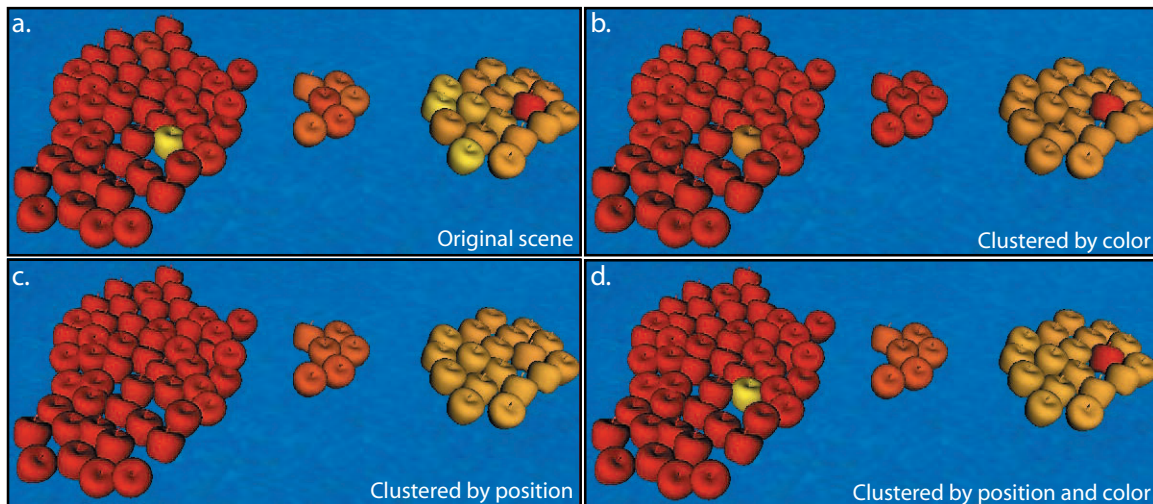 a.
Original scene
b.
Clustered by color
c.
Clustered by position
d.
Clustered by position and color